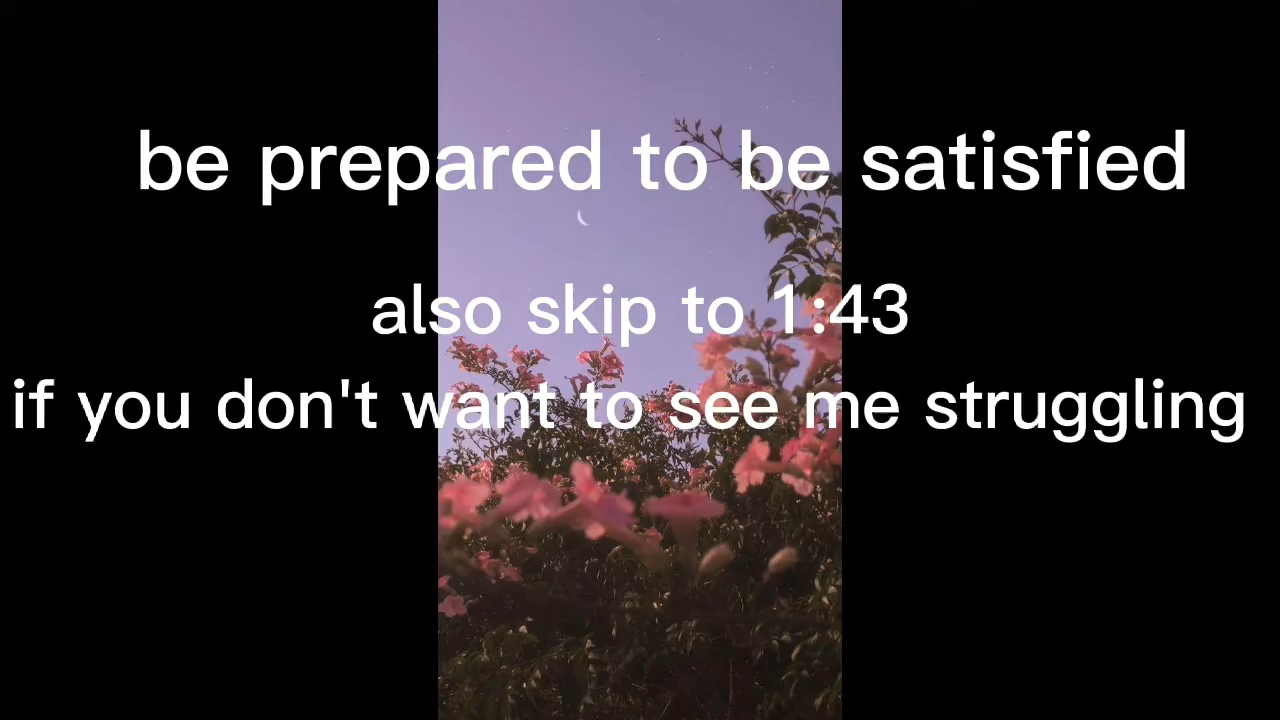 be prepared to be satisfied
also skip to 1:43
if you don't want to see me struggling